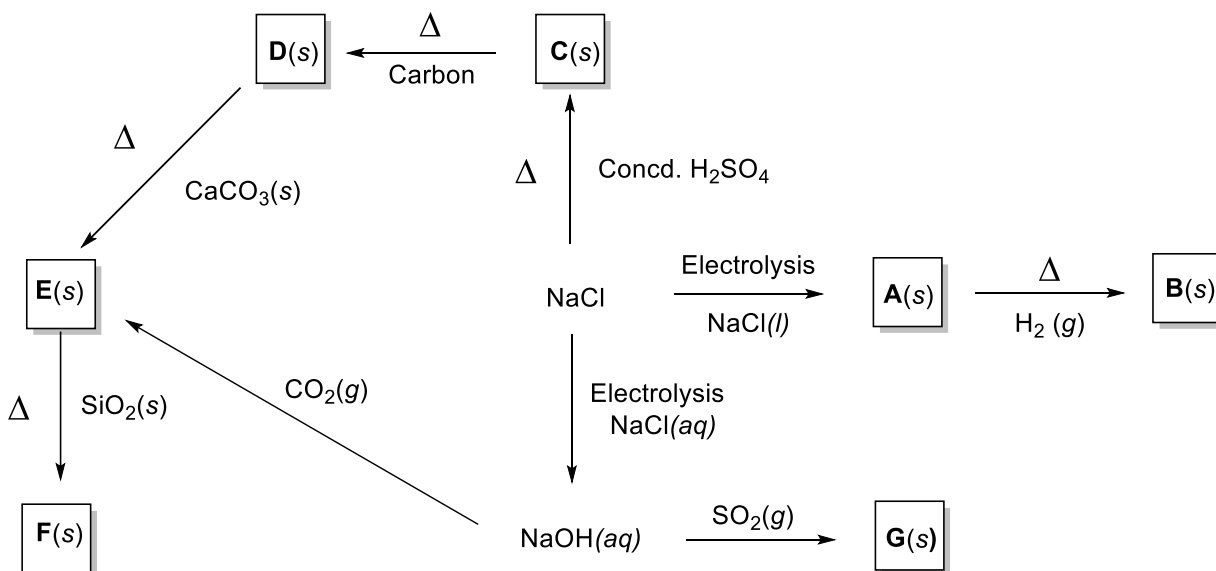 D(s)
Δ
Carbon
C(s)
Δ
CaCO₃(s)
Δ
Concd. H₂SO₄
E(s)
NaCl
Electrolysis
NaCl(l)
A(s)
Δ
H₂ (g)
B(s)
Δ
SiO₂(s)
CO₂(g)
Electrolysis
NaCl(aq)
F(s)
NaOH(aq)
SO₂(g)
G(s)